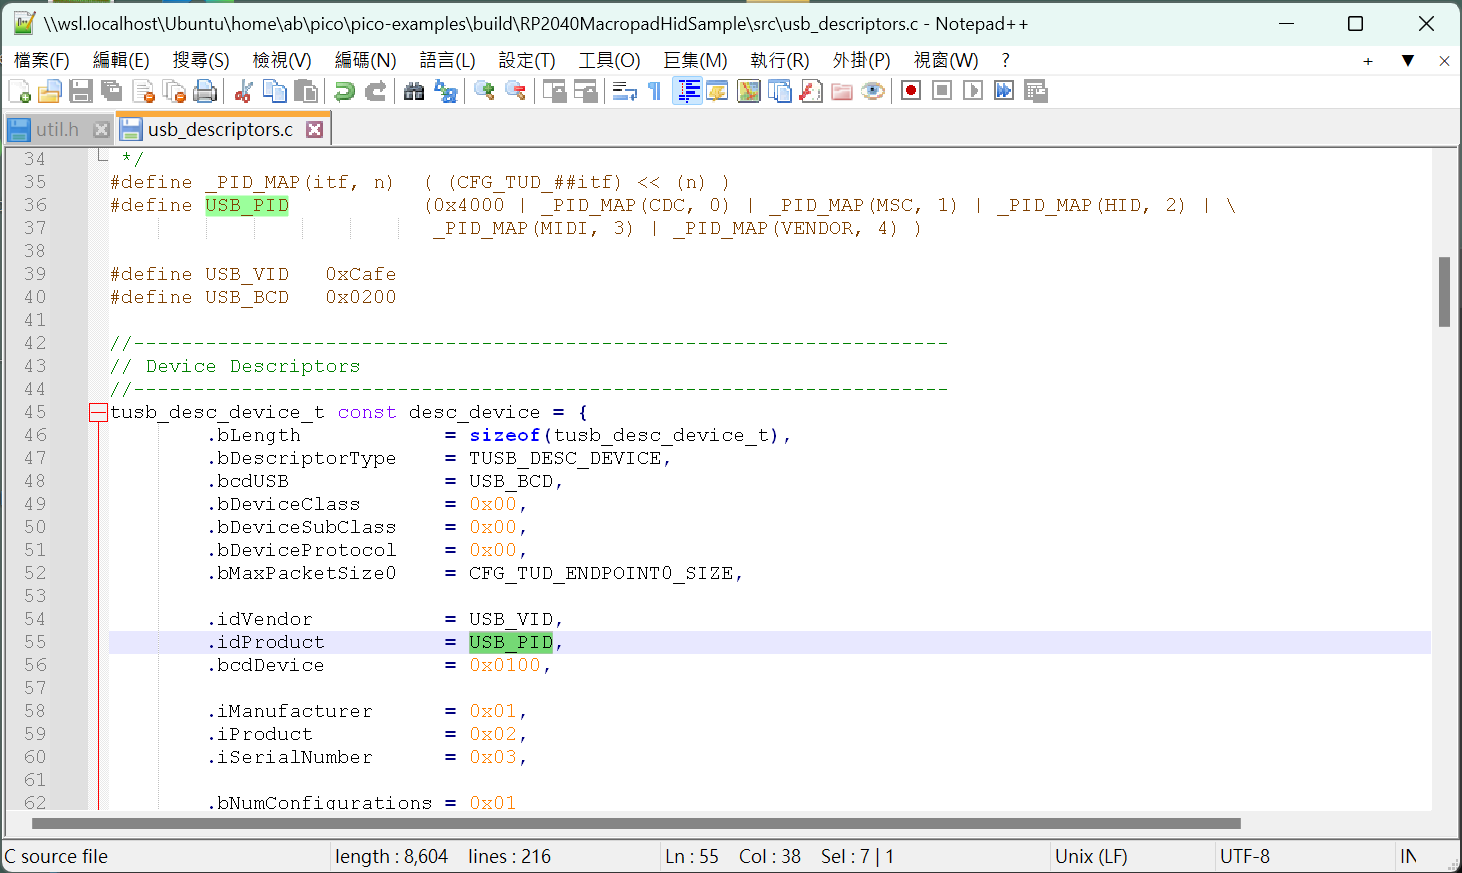 \\wsl.localhost\Ubuntu\home\ab\pico\pico-examples\build\RP2040MacropadHidSample\src\usb_descriptors.c - Notepad++
檔案(F) 編輯(E) 搜尋(S) 檢視(V) 編碼(N) 語言(L) 設定(T) 工具(O) 巨集(M) 執行(R) 外掛(P) 視窗(W) ? + ▼ ×
util.h usb_descriptors.c
34 */
35 #define _PID_MAP(itf, n) ( (CFG_TUD_##itf) << (n) )
36 #define USB_PID (0x4000 | _PID_MAP(CDC, 0) | _PID_MAP(MSC, 1) | _PID_MAP(HID, 2) | \
37 _PID_MAP(MIDI, 3) | _PID_MAP(VENDOR, 4) )
38
39 #define USB_VID 0xCafe
40 #define USB_BCD 0x0200
41
42 //--------------------------------------------------------------------
43 // Device Descriptors
44 //--------------------------------------------------------------------
45 tusb_desc_device_t const desc_device = {
46 .bLength = sizeof(tusb_desc_device_t),
47 .bDescriptorType = TUSB_DESC_DEVICE,
48 .bcdUSB = USB_BCD,
49 .bDeviceClass = 0x00,
50 .bDeviceSubClass = 0x00,
51 .bDeviceProtocol = 0x00,
52 .bMaxPacketSize0 = CFG_TUD_ENDPOINT0_SIZE,
53
54 .idVendor = USB_VID,
55 .idProduct = USB_PID,
56 .bcdDevice = 0x0100,
57
58 .iManufacturer = 0x01,
59 .iProduct = 0x02,
60 .iSerialNumber = 0x03,
61
62 .bNumConfigurations = 0x01
C source file length : 8,604 lines : 216 Ln : 55 Col : 38 Sel : 7 | 1 Unix (LF) UTF-8 IN